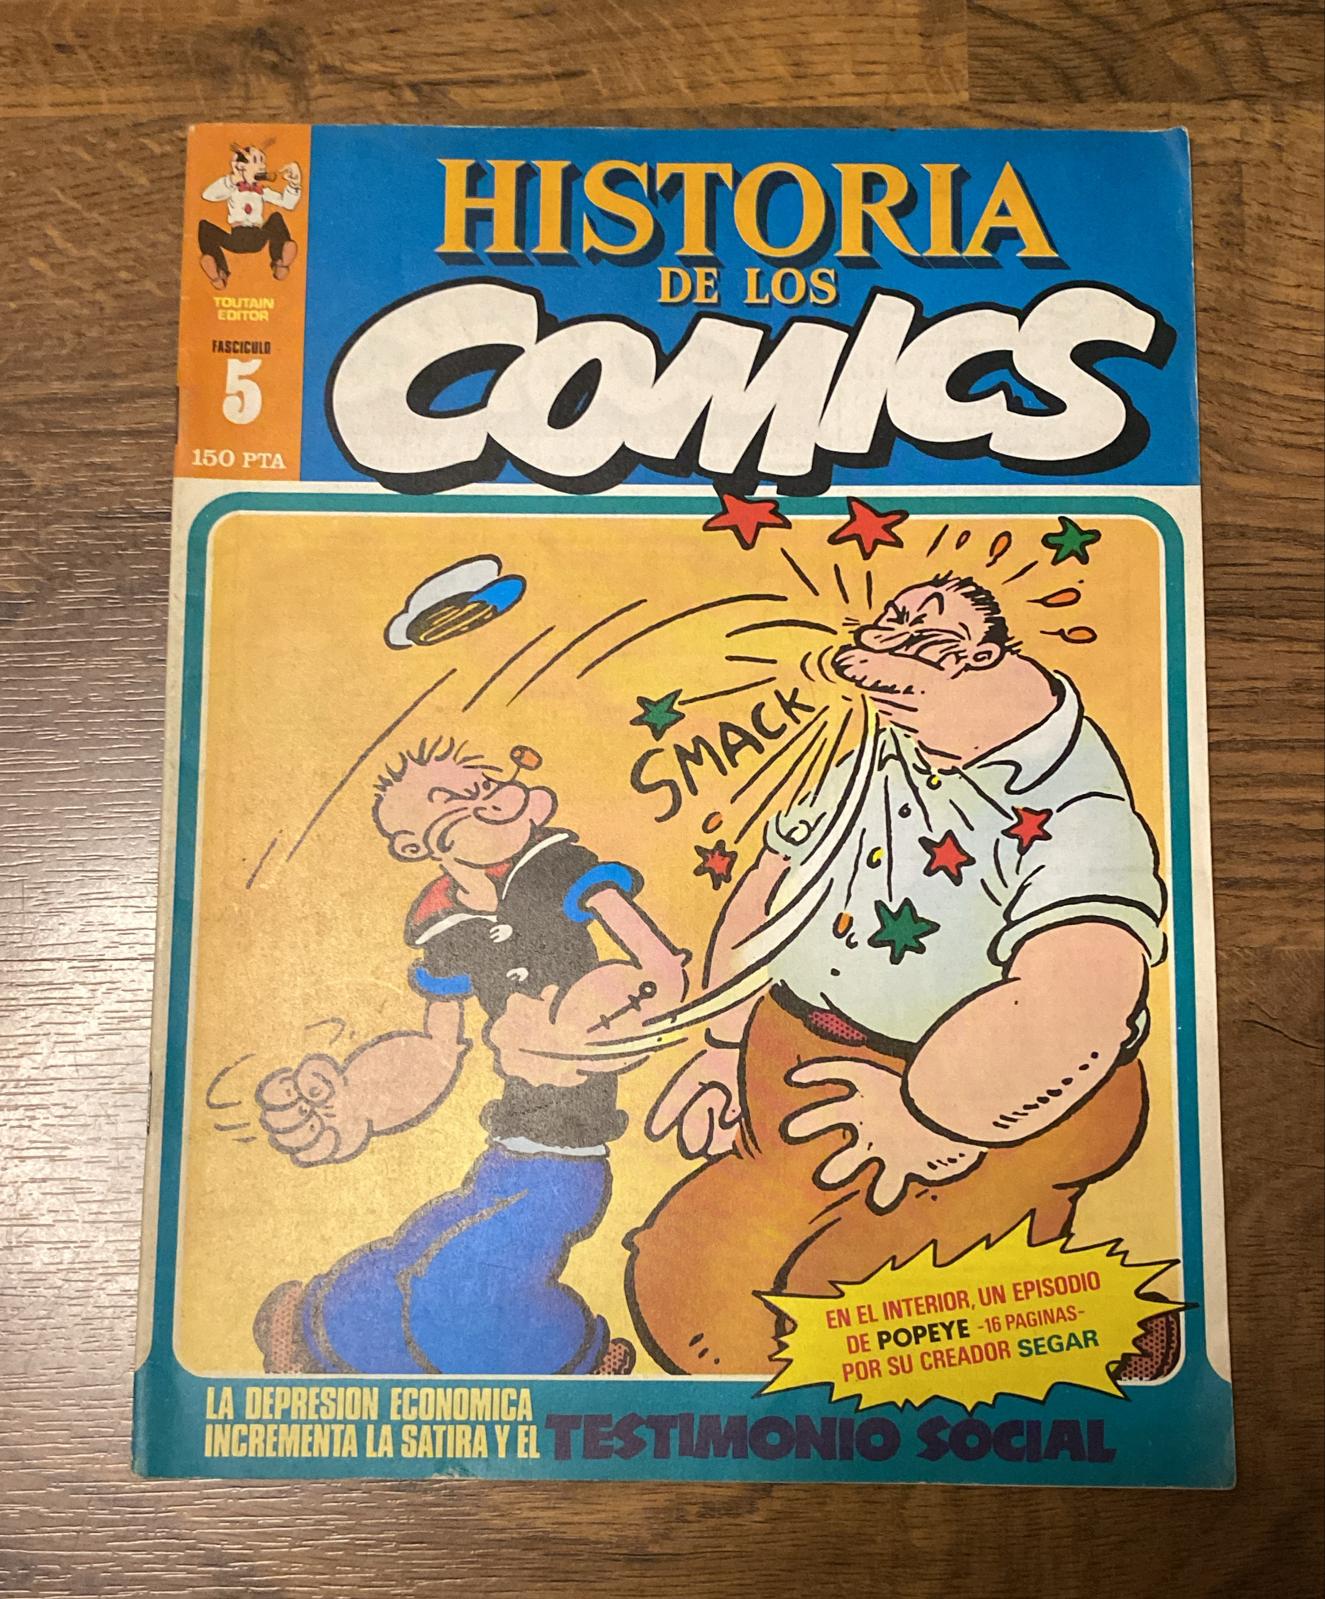 TOUTAIN
EDITOR
FASCICULO
5
150 PTA
HISTORIA
DE LOS
COMICS
SMACK
EN EL INTERIOR, UN EPISODIO
DE POPEYE -16 PAGINAS-
POR SU CREADOR SEGAR
LA DEPRESION ECONOMICA
INCREMENTA LA SATIRA Y EL TESTIMONIO SOCIAL